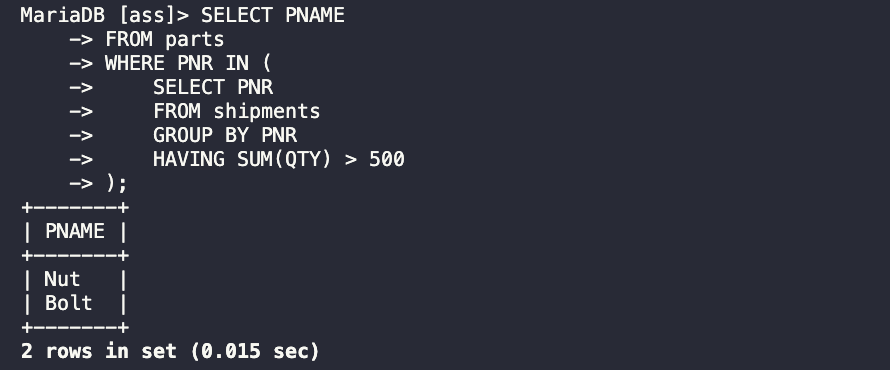 MariaDB [ass]> SELECT PNAME
    -> FROM parts
    -> WHERE PNR IN (
    ->     SELECT PNR
    ->     FROM shipments
    ->     GROUP BY PNR
    ->     HAVING SUM(QTY) > 500
    -> );
+-------+
| PNAME |
+-------+
| Nut   |
| Bolt  |
+-------+
2 rows in set (0.015 sec)